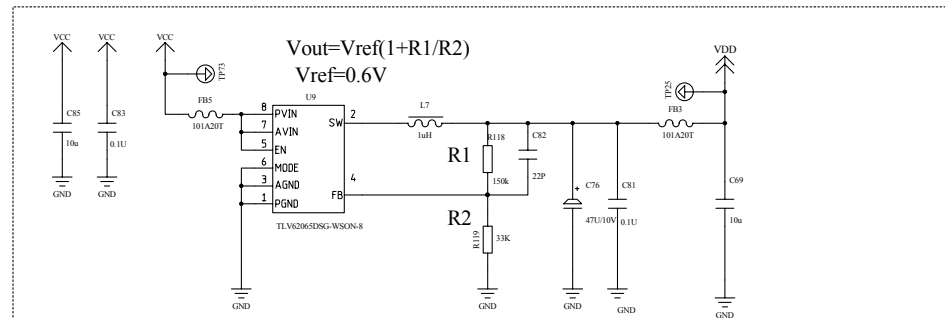 VCC
VCC
VCC
VDD
Vout=Vref(1+R1/R2)
Vref=0.6V
TP73
TP25
U9
FB5
101A20T
C85
10u
C83
0.1U
8 PVIN
7 AVIN
5 EN
6 MODE
3 AGND
1 PGND
SW 2
FB 4
TLV62065DSG-WSON-8
L7
1uH
R118
R1
150k
C82
22P
R2
R119
33K
C76
+
47U/10V
C81
0.1U
FB3
101A20T
C69
10u
GND
GND
GND
GND
GND
GND
GND